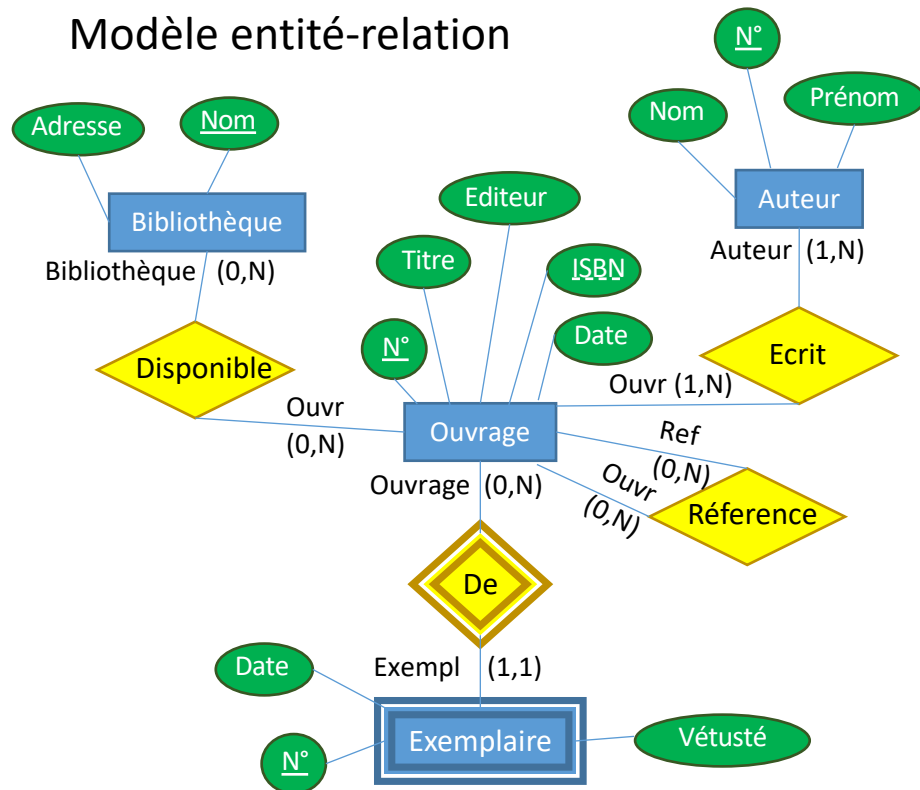 Modèle entité-relation
N°
Adresse
Nom
Nom
Prénom
Editeur
Bibliothèque
Auteur
Bibliothèque (0,N)
Titre
ISBN
Auteur (1,N)
N°
Date
Disponible
Ecrit
Ouvr
(0,N)
Ouvr (1,N)
Ouvrage
Ref
(0,N)
Ouvrage (0,N)
Ouvr
(0,N)
Réference
De
Exempl (1,1)
Date
Exemplaire
Vétusté
N°